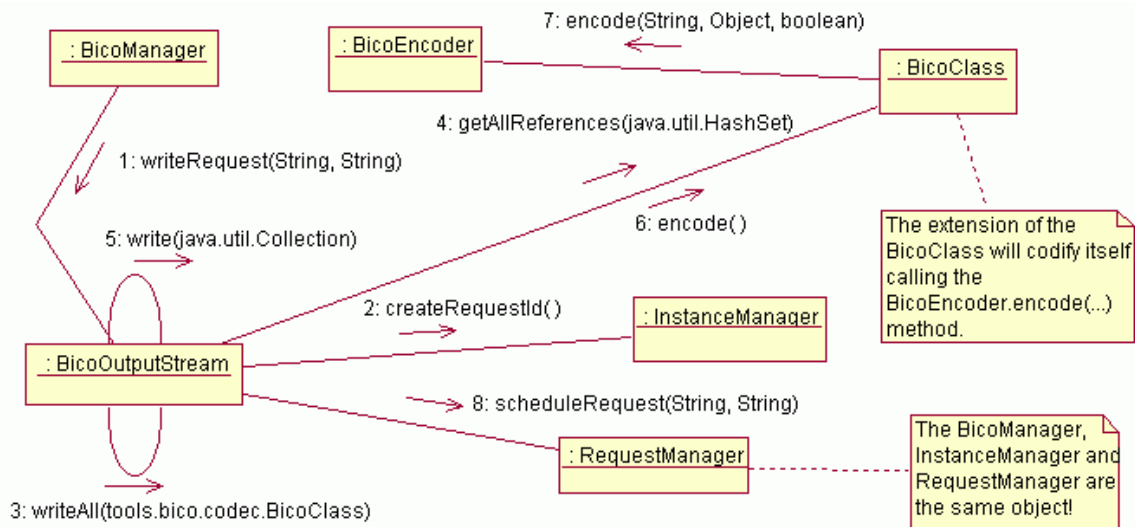 7: encode(String, Object, boolean)
: BicoManager
: BicoEncoder
: BicoClass
4: getAllReferences(java.util.HashSet)
1: writeRequest(String, String)
6: encode()
5: write(java.util.Collection)
The extension of the
BicoClass will codify itself
calling the
BicoEncoder.encode(...)
method.
2: createRequestId()
: InstanceManager
: BicoOutputStream
8: scheduleRequest(String, String)
: RequestManager
The BicoManager,
InstanceManager and
RequestManager are
the same object!
3: writeAll(tools.bico.codec.BicoClass)